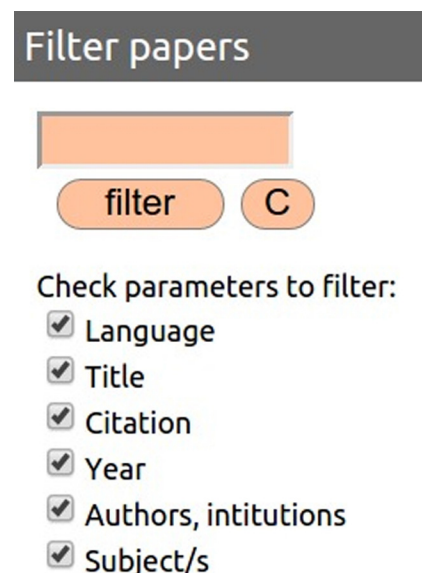 Filter papers
filter
C
Check parameters to filter:
Language
Title
Citation
Year
Authors, intitutions
Subject/s